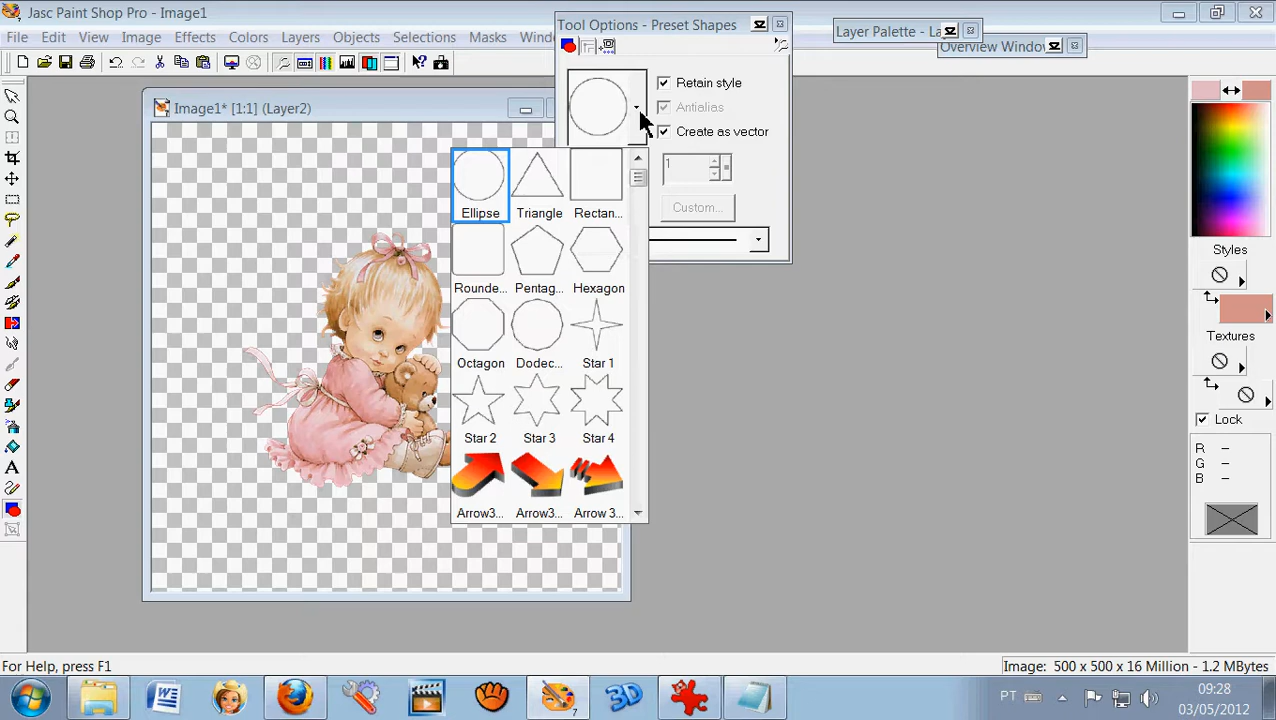 Jasc Paint Shop Pro - Image1
File Edit View Image Effects Colors Layers Objects Selections Masks
Tool Options - Preset Shapes
Layer Palette - La
Overview Window
Retain style
Antialias
Create as vector
1
Custom...
Image1* [1:1] (Layer2)
Ellipse Triangle Rectan...
Rounde... Pentag... Hexagon
Octagon Dodec... Star 1
Star 2 Star 3 Star 4
Arrow3... Arrow3... Arrow 3...
Styles
Textures
Lock
R –
G –
B –
For Help, press F1
Image: 500 x 500 x 16 Million - 1.2 MBytes
W
7
3D
PT
09:28
03/05/2012